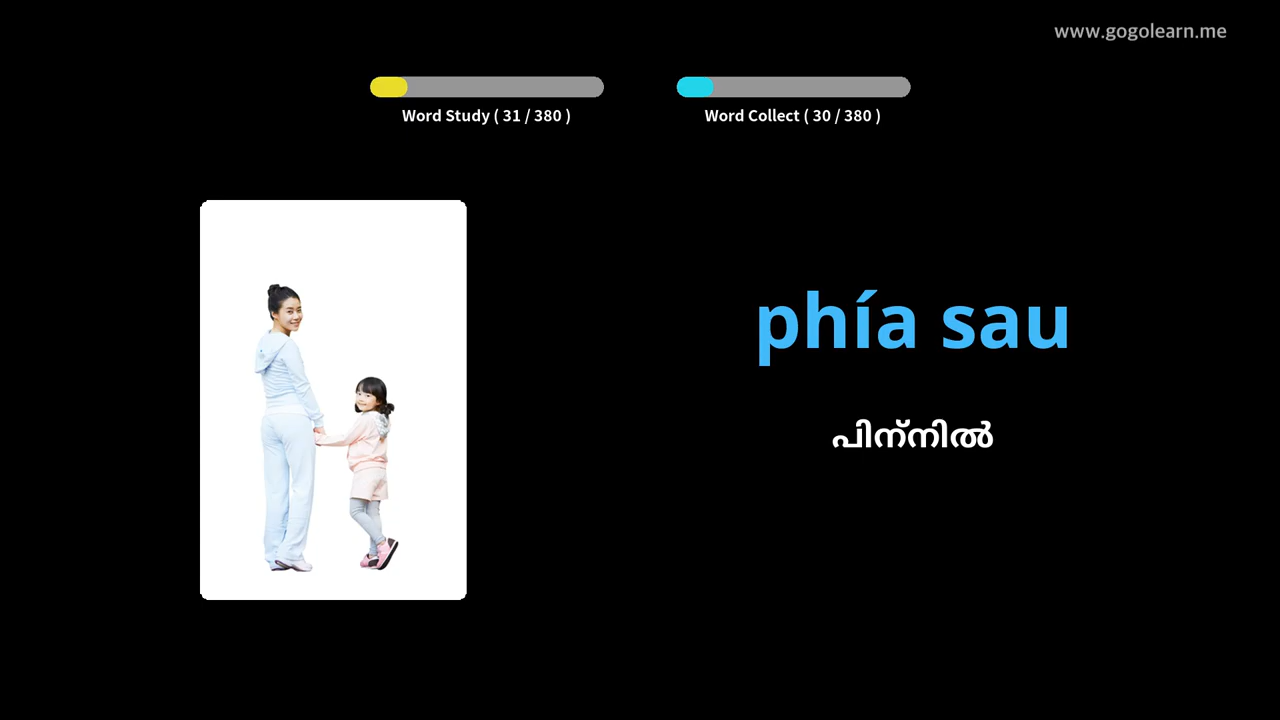 www.gogolearn.me
Word Study ( 31 / 380 )
Word Collect ( 30 / 380 )
phía sau
പിന്നിൽ